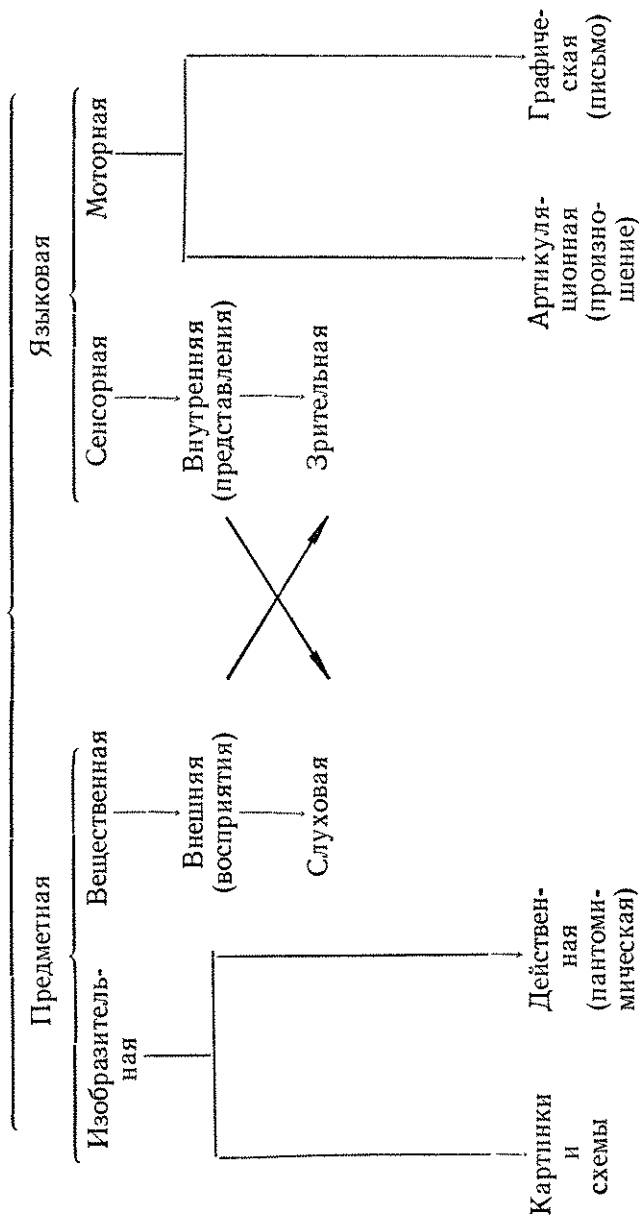 Предметная
Языковая
Изобразитель-
ная
Вещественная
Сенсорная
Моторная
Внешняя
(восприятия)
Внутренняя
(представления)
Слуховая
Зрительная
Картинки
и
схемы
Действен-
ная
(пантоми-
мическая)
Артикуля-
ционная
(произно-
шение)
Графиче-
ская
(письмо)